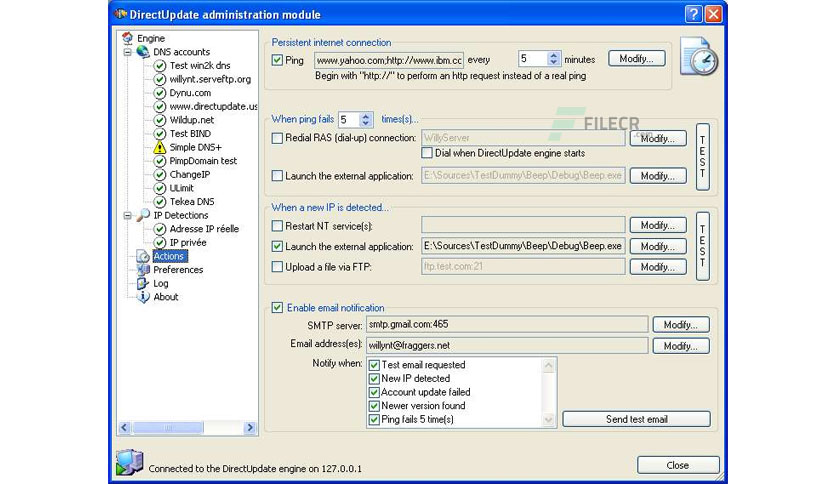 DirectUpdate administration module
Engine
DNS accounts
Test win2k dns
willynt.serveftp.org
Dynu.com
www.directupdate.us
Wildup.net
Test BIND
Simple DNS+
PimpDomain test
ChangeIP
ULimit
Tekea DNS
IP Detections
Adresse IP réelle
IP privée
Actions
Preferences
Log
About
Persistent internet connection
Ping www.yahoo.com;http://www.ibm.cc every 5 minutes Modify...
Begin with "http://" to perform an http request instead of a real ping
When ping fails 5 time(s)...
Redial RAS (dial-up) connection: WillyServer Modify...
Dial when DirectUpdate engine starts
Launch the external application: E:\Sources\TestDummy\Beep\Debug\Beep.exe Modify...
TEST
FILECR
.com
When a new IP is detected...
Restart NT service(s): Modify...
Launch the external application: E:\Sources\TestDummy\Beep\Debug\Beep.exe Modify...
Upload a file via FTP: ftp.test.com:21 Modify...
TEST
Enable email notification
SMTP server: smtp.gmail.com:465 Modify...
Email address(es): willynt@fraggers.net Modify...
Notify when: Test email requested
New IP detected
Account update failed
Newer version found
Ping fails 5 time(s)
Send test email
Connected to the DirectUpdate engine on 127.0.0.1
Close